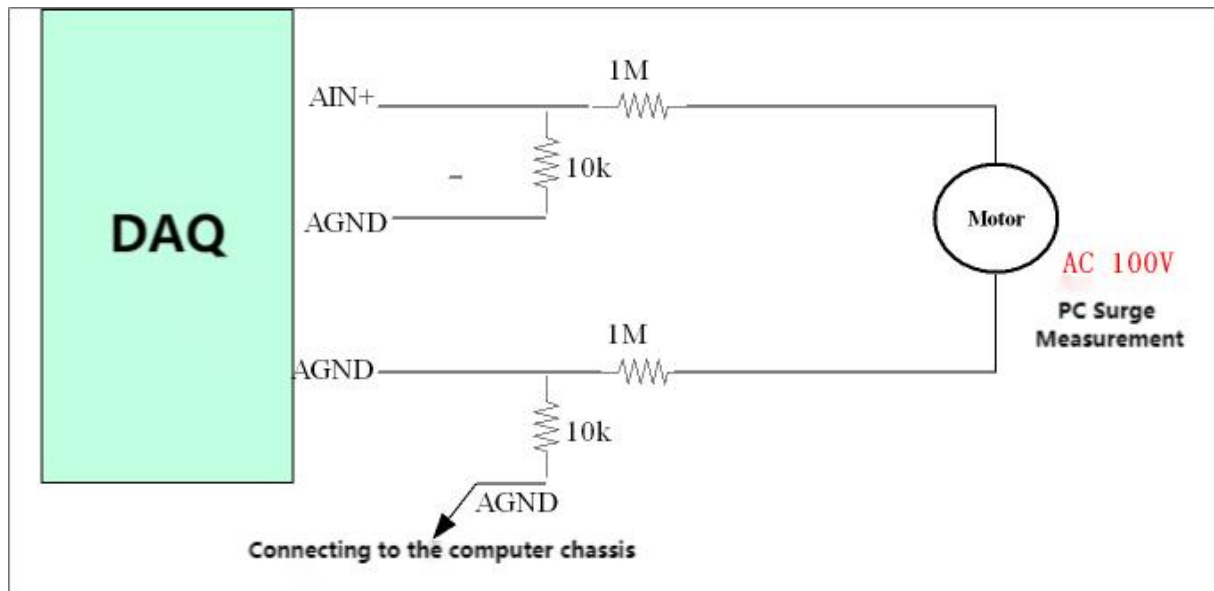 1M
AIN+
10k
DAQ
AGND
Motor
AC 100V
PC Surge
Measurement
1M
AGND
10k
AGND
Connecting to the computer chassis